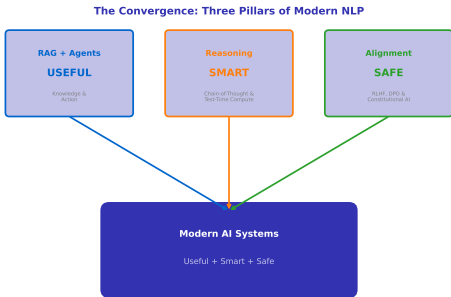 The Convergence: Three Pillars of Modern NLP
RAG + Agents
USEFUL
Knowledge &
Action
Reasoning
SMART
Chain-of-Thought &
Test-Time Compute
Alignment
SAFE
RLHF, DPO &
Constitutional AI
Modern AI Systems
Useful + Smart + Safe